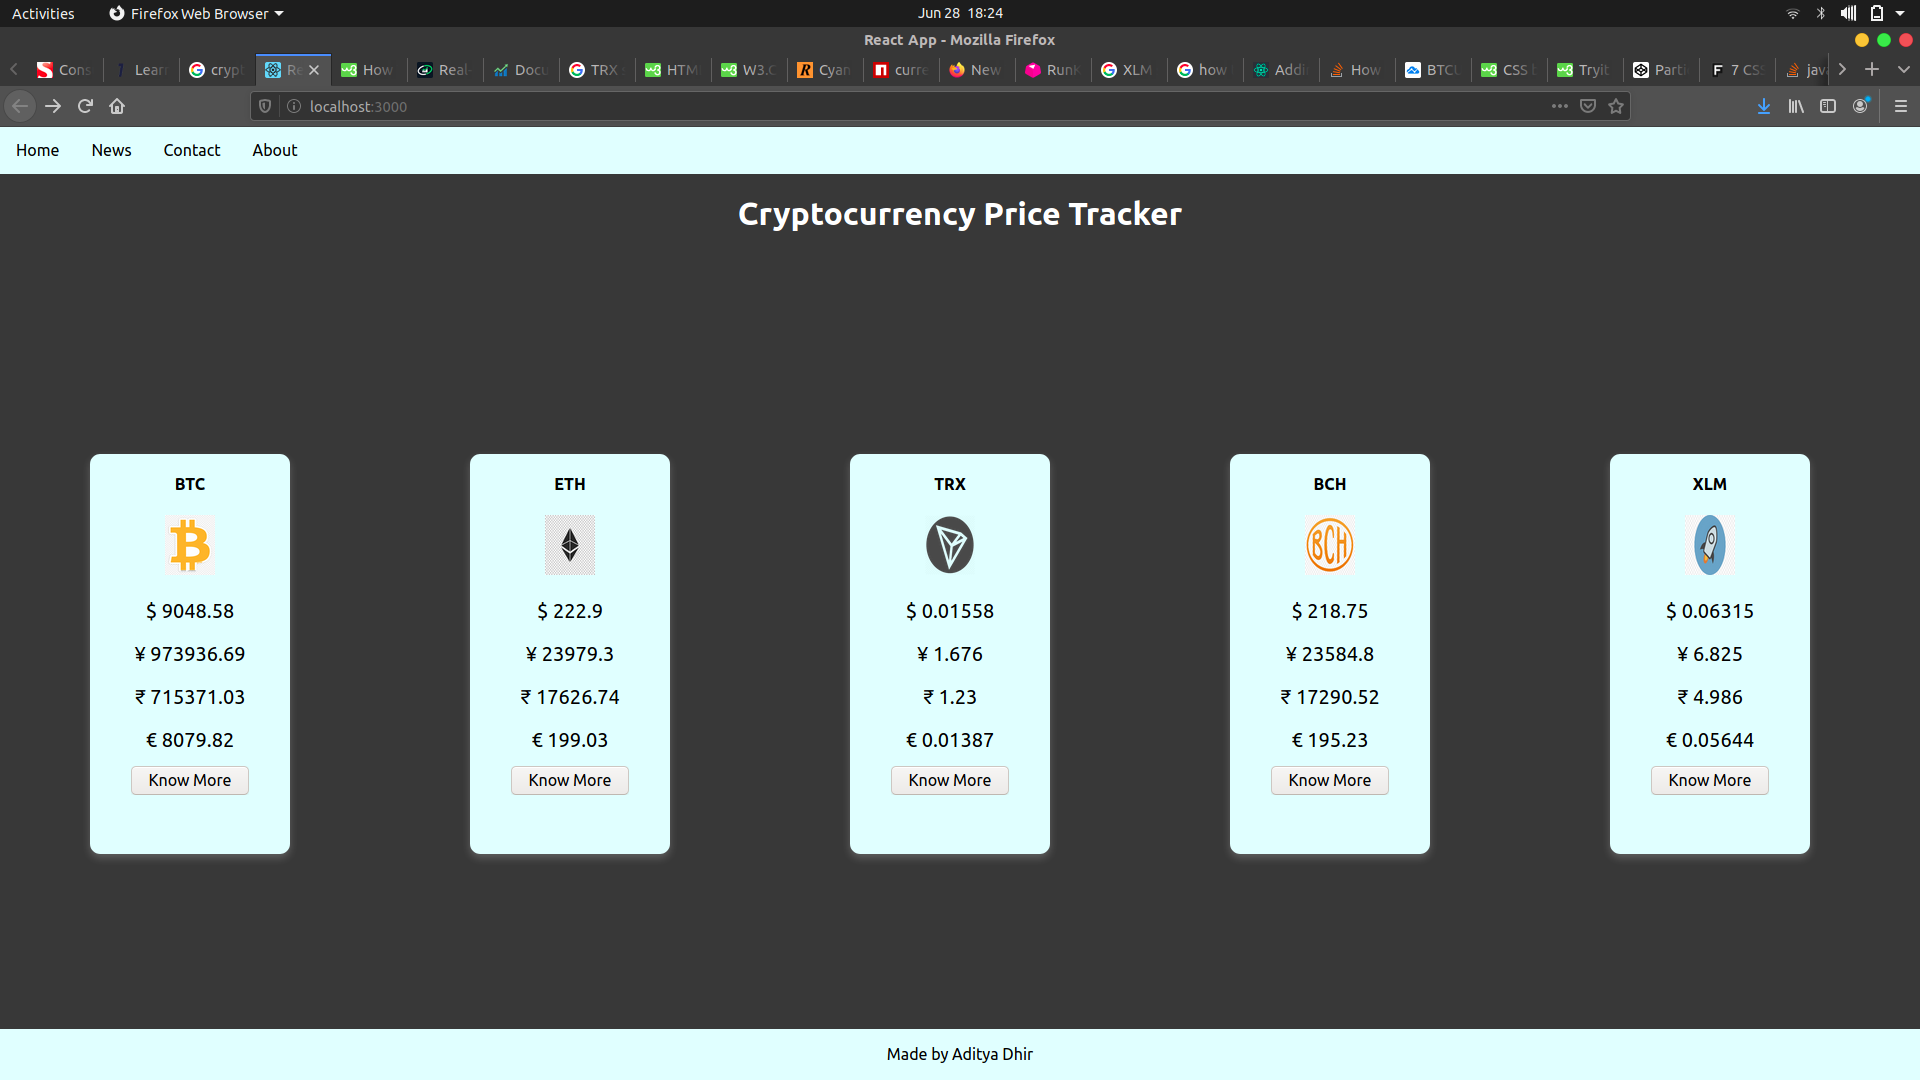 Activities Firefox Web Browser Jun 28 18:24
React App - Mozilla Firefox
Cons Learn crypt Re How Real- Docu TRX HTM W3.C Cyan curre New Runk XLM how Addi How BTCU CSS Tryit Parti 7 CSS java
localhost:3000
Home News Contact About
Cryptocurrency Price Tracker
BTC ETH TRX BCH XLM
BCH
$ 9048.58 $ 222.9 $ 0.01558 $ 218.75 $ 0.06315
¥ 973936.69 ¥ 23979.3 ¥ 1.676 ¥ 23584.8 ¥ 6.825
₹ 715371.03 ₹ 17626.74 ₹ 1.23 ₹ 17290.52 ₹ 4.986
€ 8079.82 € 199.03 € 0.01387 € 195.23 € 0.05644
Know More Know More Know More Know More Know More
Made by Aditya Dhir